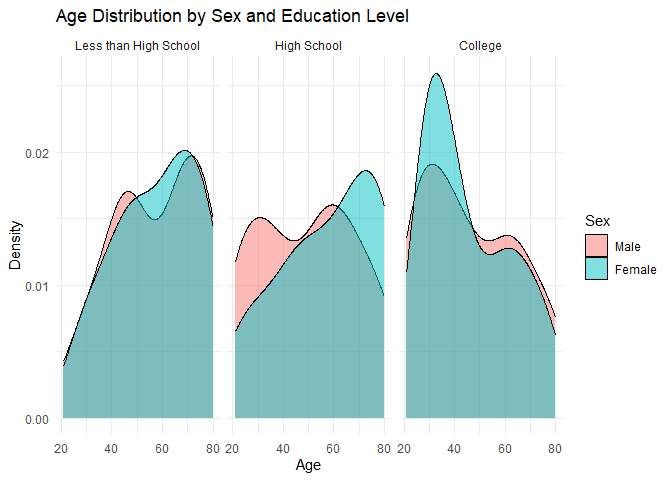 Age Distribution by Sex and Education Level
Less than High School
High School
College
0.02
0.01
0.00
Density
20 40 60 80 20 40 60 80 20 40 60 80
Age
Sex
Male
Female